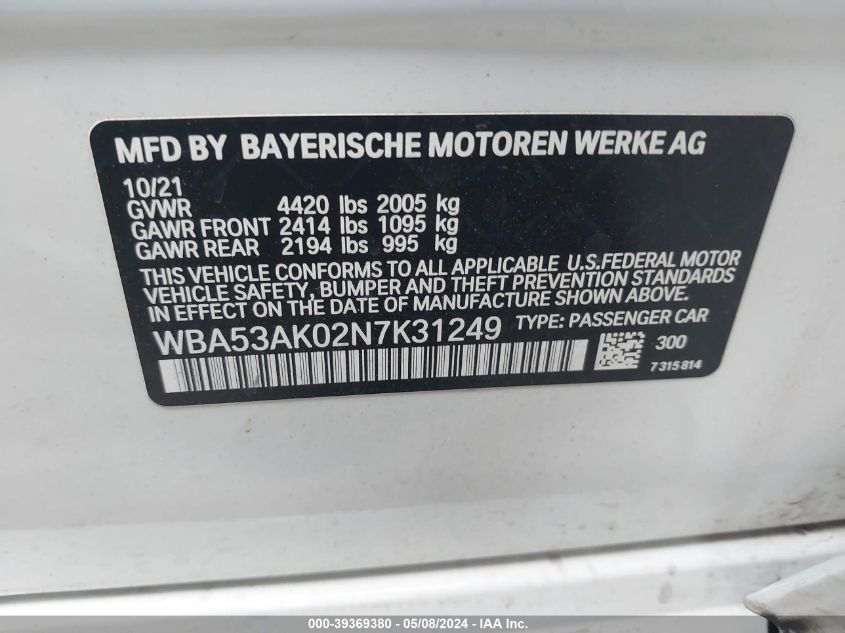 MFD BY BAYERISCHE MOTOREN WERKE AG
10/21
GVWR 4420 lbs 2005 kg
GAWR FRONT 2414 lbs 1095 kg
GAWR REAR 2194 lbs 995 kg
THIS VEHICLE CONFORMS TO ALL APPLICABLE U.S.FEDERAL MOTOR
VEHICLE SAFETY, BUMPER AND THEFT PREVENTION STANDARDS
IN EFFECT ON THE DATE OF MANUFACTURE SHOWN ABOVE.
WBA53AK02N7K31249 TYPE: PASSENGER CAR
300
7315814
000-39369380 - 05/08/2024 - IAA Inc.